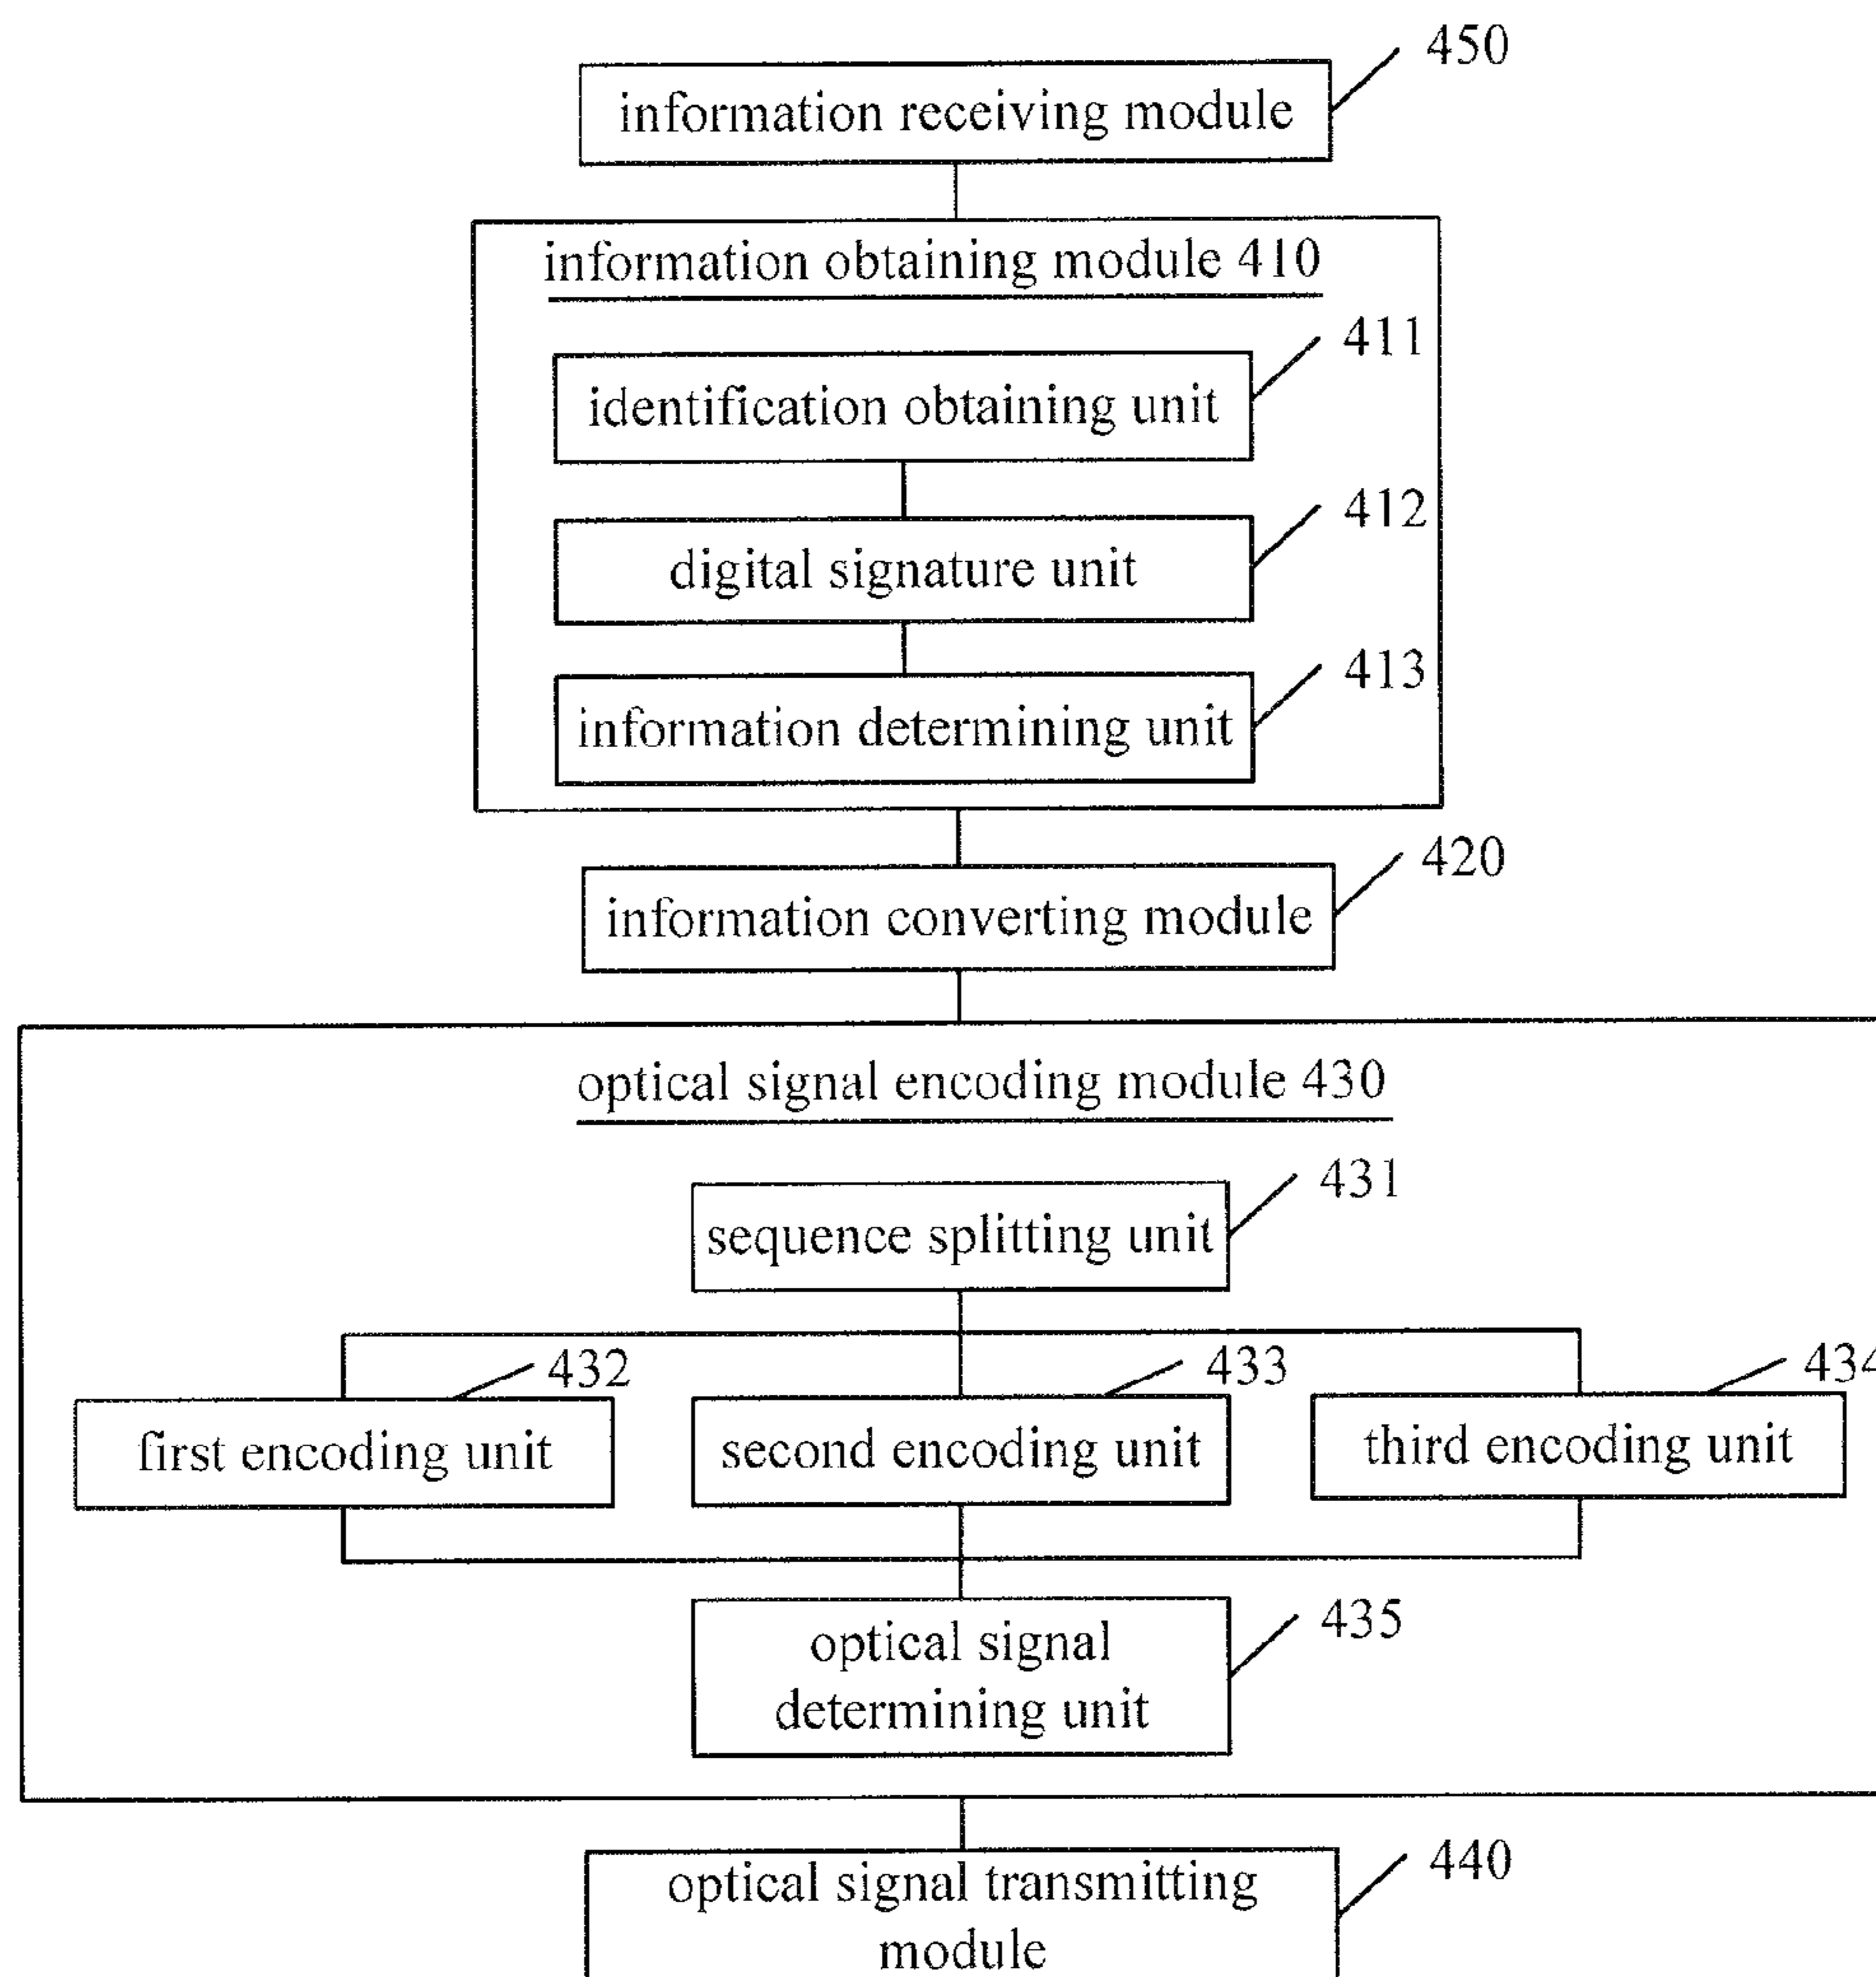 450
information receiving module
information obtaining module 410
411
identification obtaining unit
412
digital signature unit
413
information determining unit
420
information converting module
optical signal encoding module 430
431
sequence splitting unit
432
433
434
first encoding unit
second encoding unit
third encoding unit
435
optical signal
determining unit
440
optical signal transmitting
module